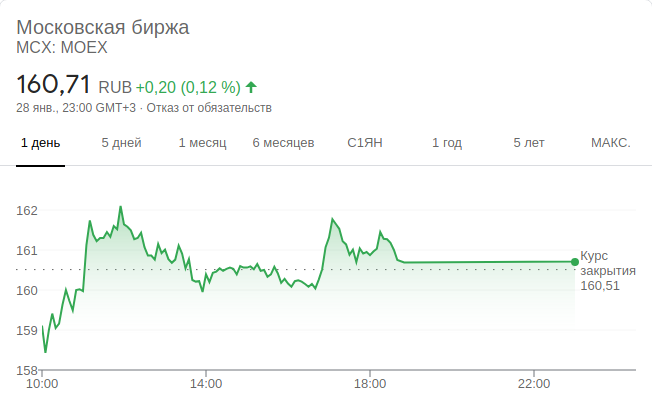 Московская биржа
MCX: MOEX
160,71 RUB +0,20 (0,12 %)
28 янв., 23:00 GMT+3 · Отказ от обязательств
1 день 5 дней 1 месяц 6 месяцев С1ЯН 1 год 5 лет МАКС.
162
161
160
159
158
Курс
закрытия
160,51
10:00 14:00 18:00 22:00